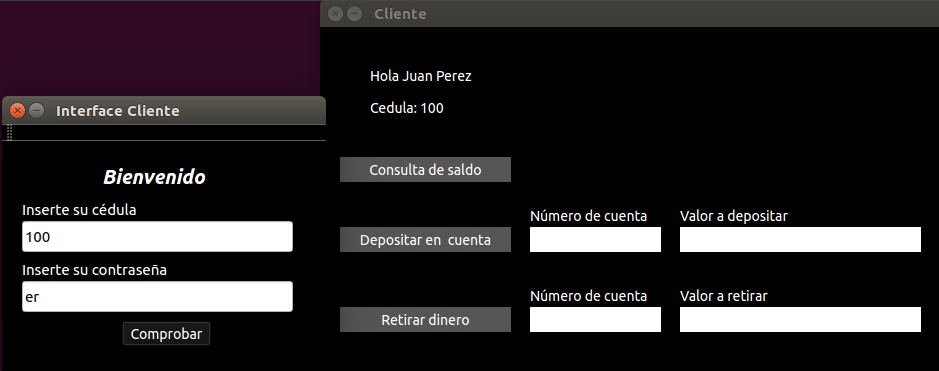 Cliente
Hola Juan Perez
Cedula: 100
Interface Cliente
Bienvenido
Inserte su cédula
100
Inserte su contraseña
er
Comprobar
Consulta de saldo
Número de cuenta
Valor a depositar
Depositar en cuenta
Número de cuenta
Valor a retirar
Retirar dinero